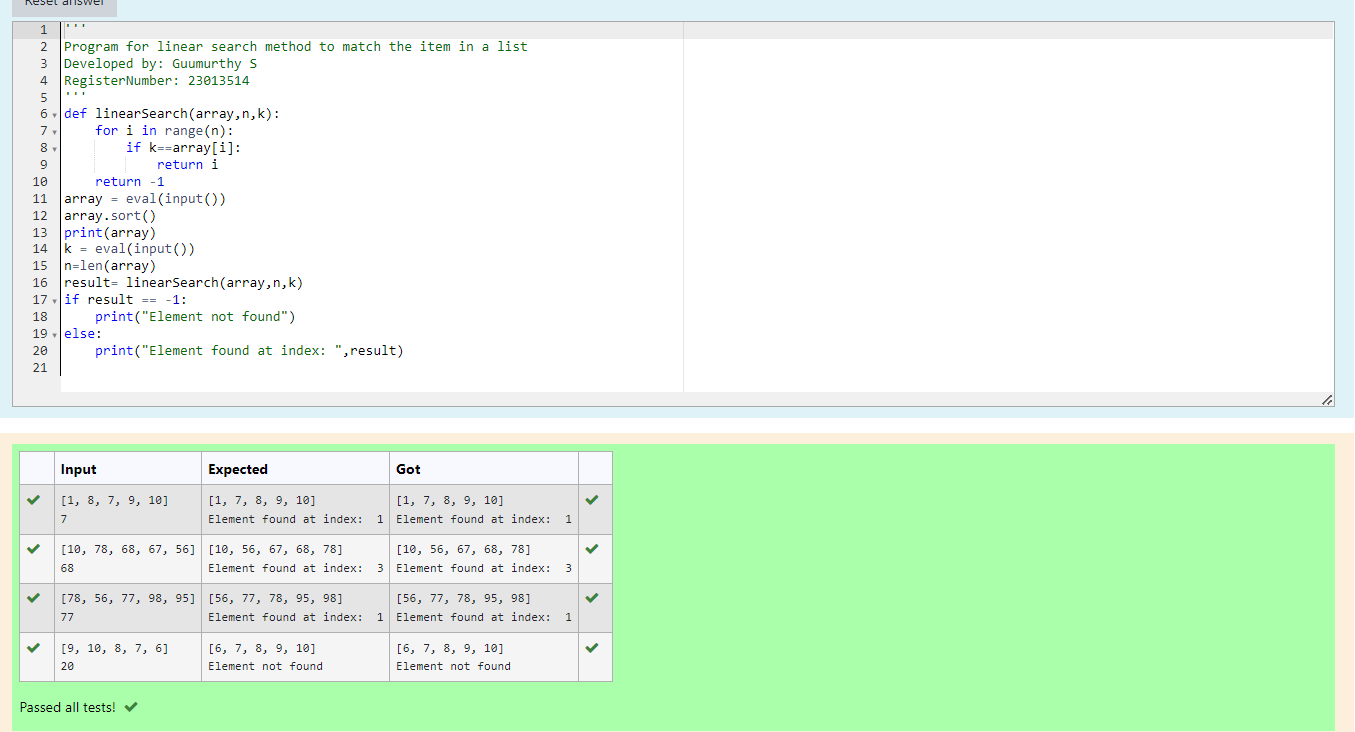 Reset answer
1 '''
2 Program for linear search method to match the item in a list
3 Developed by: Guumurthy S
4 RegisterNumber: 23013514
5 '''
6 def linearSearch(array,n,k):
7     for i in range(n):
8         if k==array[i]:
9             return i
10     return -1
11 array = eval(input())
12 array.sort()
13 print(array)
14 k = eval(input())
15 n=len(array)
16 result= linearSearch(array,n,k)
17 if result == -1:
18     print("Element not found")
19 else:
20     print("Element found at index: ",result)
21
Input Expected Got
[1, 8, 7, 9, 10] [1, 7, 8, 9, 10] [1, 7, 8, 9, 10]
7 Element found at index:  1 Element found at index:  1
[10, 78, 68, 67, 56] [10, 56, 67, 68, 78] [10, 56, 67, 68, 78]
68 Element found at index:  3 Element found at index:  3
[78, 56, 77, 98, 95] [56, 77, 78, 95, 98] [56, 77, 78, 95, 98]
77 Element found at index:  1 Element found at index:  1
[9, 10, 8, 7, 6] [6, 7, 8, 9, 10] [6, 7, 8, 9, 10]
20 Element not found Element not found
Passed all tests!